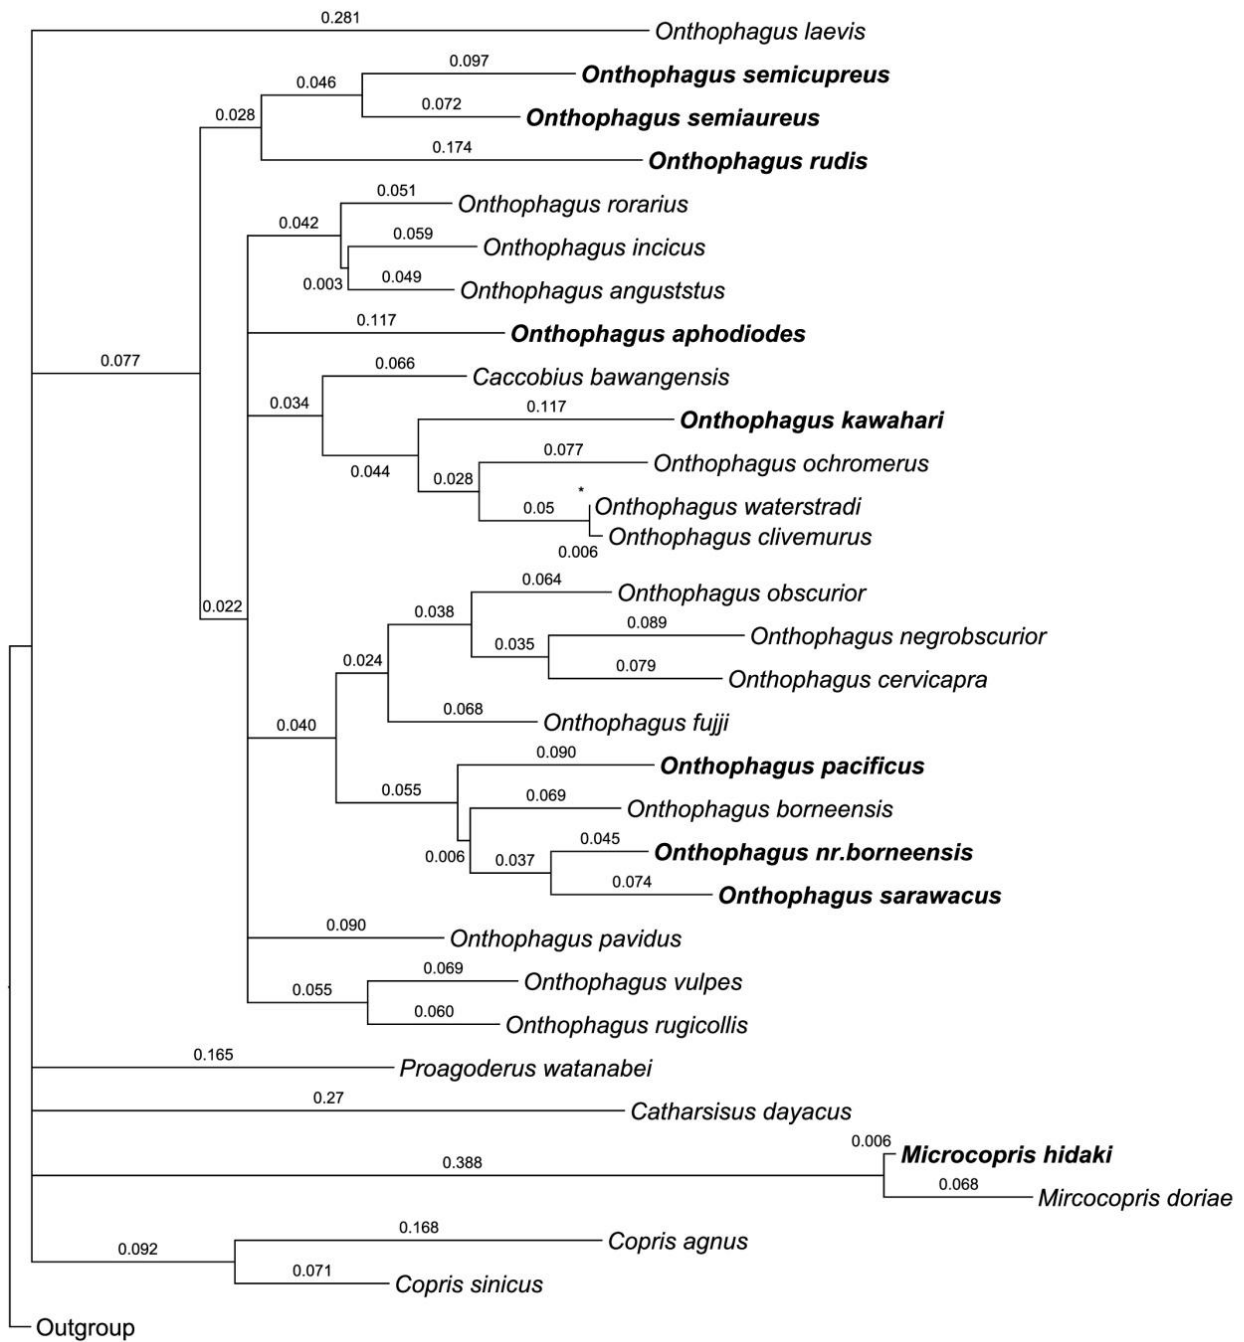 0.281
Onthophagus laevis
0.097
0.046
Onthophagus semicupreus
0.072
0.028
Onthophagus semiaureus
0.174
Onthophagus rudis
0.051
Onthophagus rorarius
0.042
0.059
Onthophagus incicus
0.003
0.049
Onthophagus anguststus
0.117
Onthophagus aphodiodes
0.077
0.066
Caccobius bawangensis
0.034
0.117
Onthophagus kawahari
0.044
0.077
Onthophagus ochromerus
0.028
*
0.05
Onthophagus waterstradi
Onthophagus clivemurus
0.006
0.064
Onthophagus obscurior
0.022
0.038
0.089
Onthophagus negrobscurior
0.035
0.024
0.079
Onthophagus cervicapra
0.068
Onthophagus fujji
0.040
0.090
Onthophagus pacificus
0.055
0.069
Onthophagus borneensis
0.045
0.006
0.037
Onthophagus nr.borneensis
0.074
Onthophagus sarawacus
0.090
Onthophagus pavidus
0.069
Onthophagus vulpes
0.055
0.060
Onthophagus rugicollis
0.165
Proagoderus watanabei
0.27
Catharsisus dayacus
0.006
Microcopris hidaki
0.388
0.068
Mircocopris doriae
0.168
Copris agnus
0.092
0.071
Copris sinicus
Outgroup